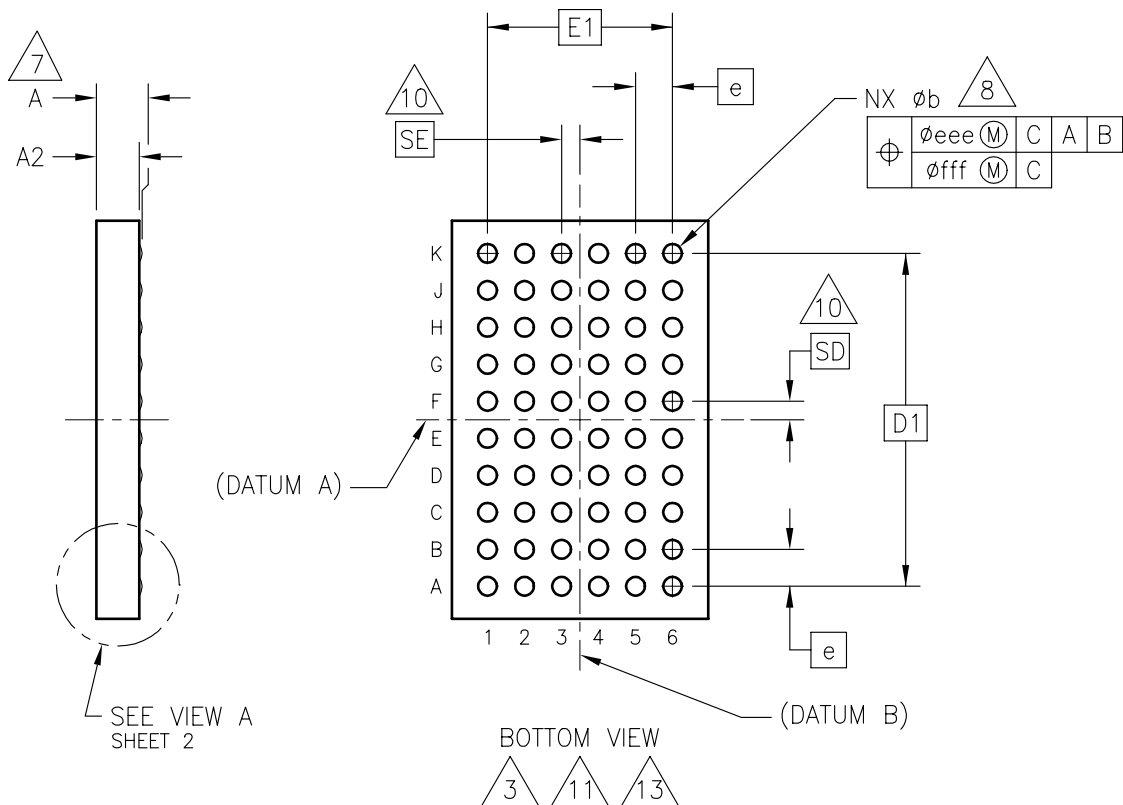 E1
7
A
10
e
NX øb 8
SE
øeee Ⓜ C A B
A2
øfff Ⓜ C
K
J
10
H
SD
G
F
D1
E
(DATUM A)
D
C
B
A
1 2 3 4 5 6
e
SEE VIEW A
SHEET 2
(DATUM B)
BOTTOM VIEW
3 11 13